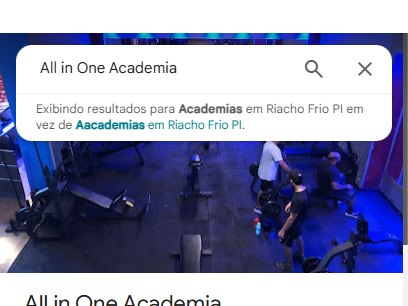 All in One Academia
Exibindo resultados para Academias em Riacho Frio PI em
vez de Aacademias em Riacho Frio PI.
All in One Academia